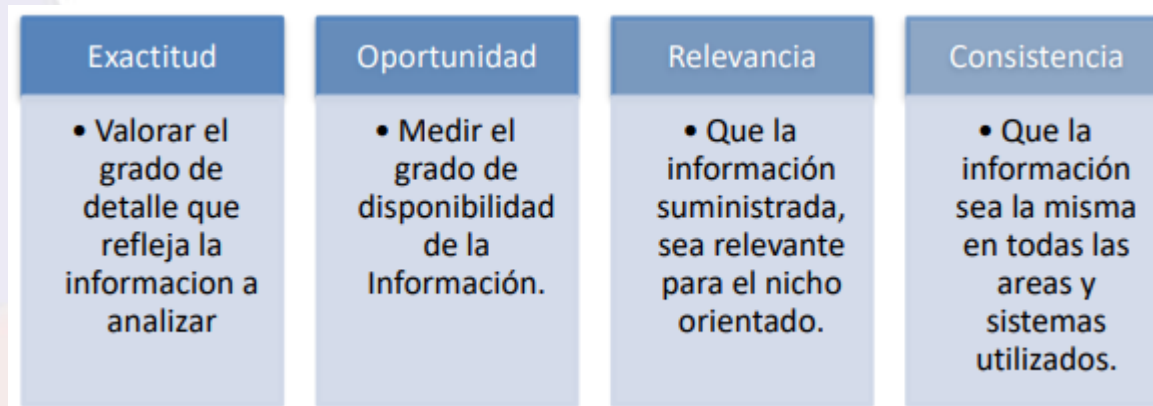 Exactitud
• Valorar el
grado de
detalle que
refleja la
informacion a
analizar
Oportunidad
• Medir el
grado de
disponibilidad
de la
Información.
Relevancia
• Que la
información
suministrada,
sea relevante
para el nicho
orientado.
Consistencia
• Que la
información
sea la misma
en todas las
areas y
sistemas
utilizados.